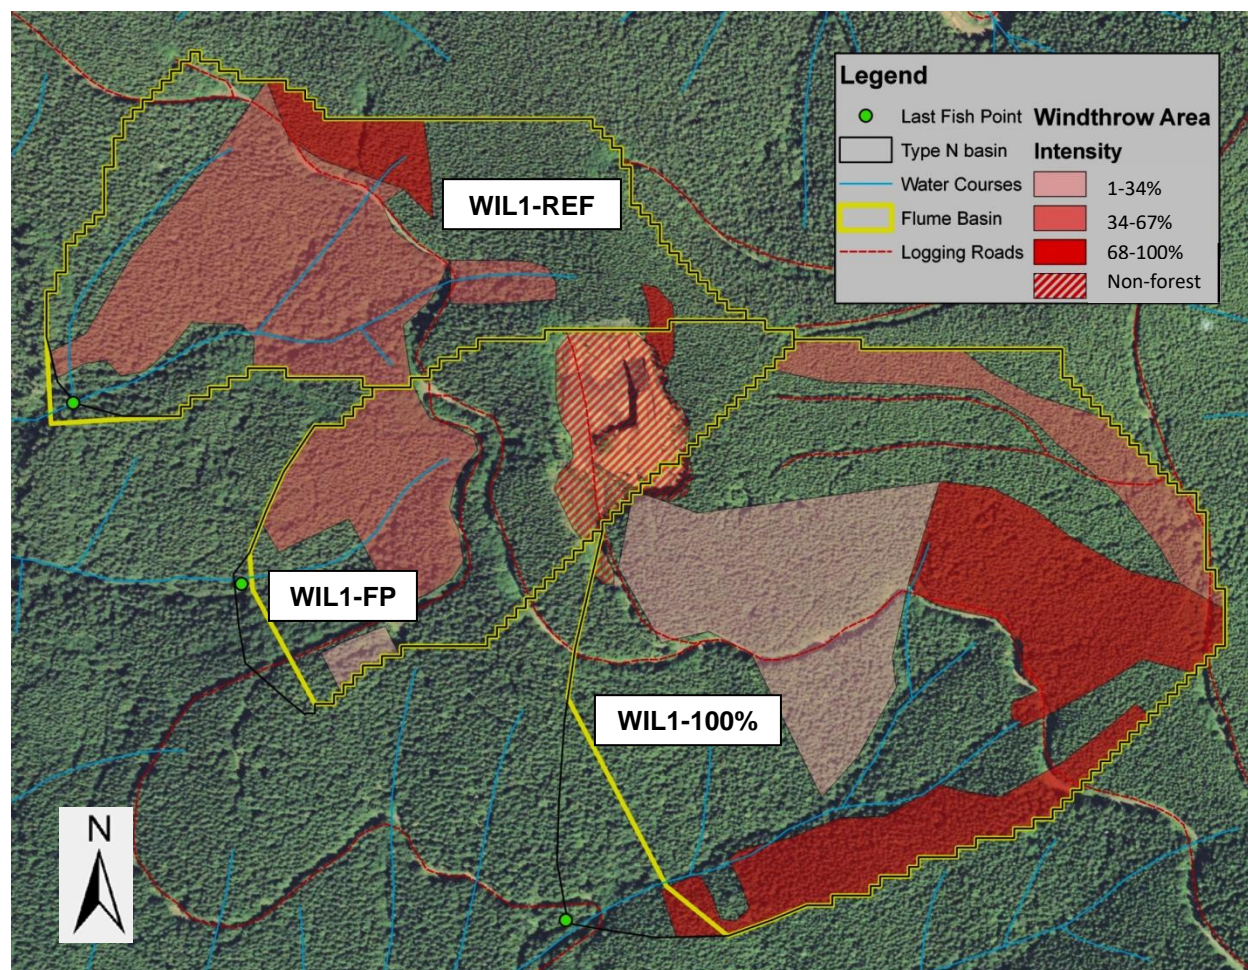 Legend
Last Fish Point
Type N basin
Water Courses
Flume Basin
Logging Roads
Windthrow Area
Intensity
1-34%
34-67%
68-100%
Non-forest
WIL1-REF
WIL1-FP
WIL1-100%
N